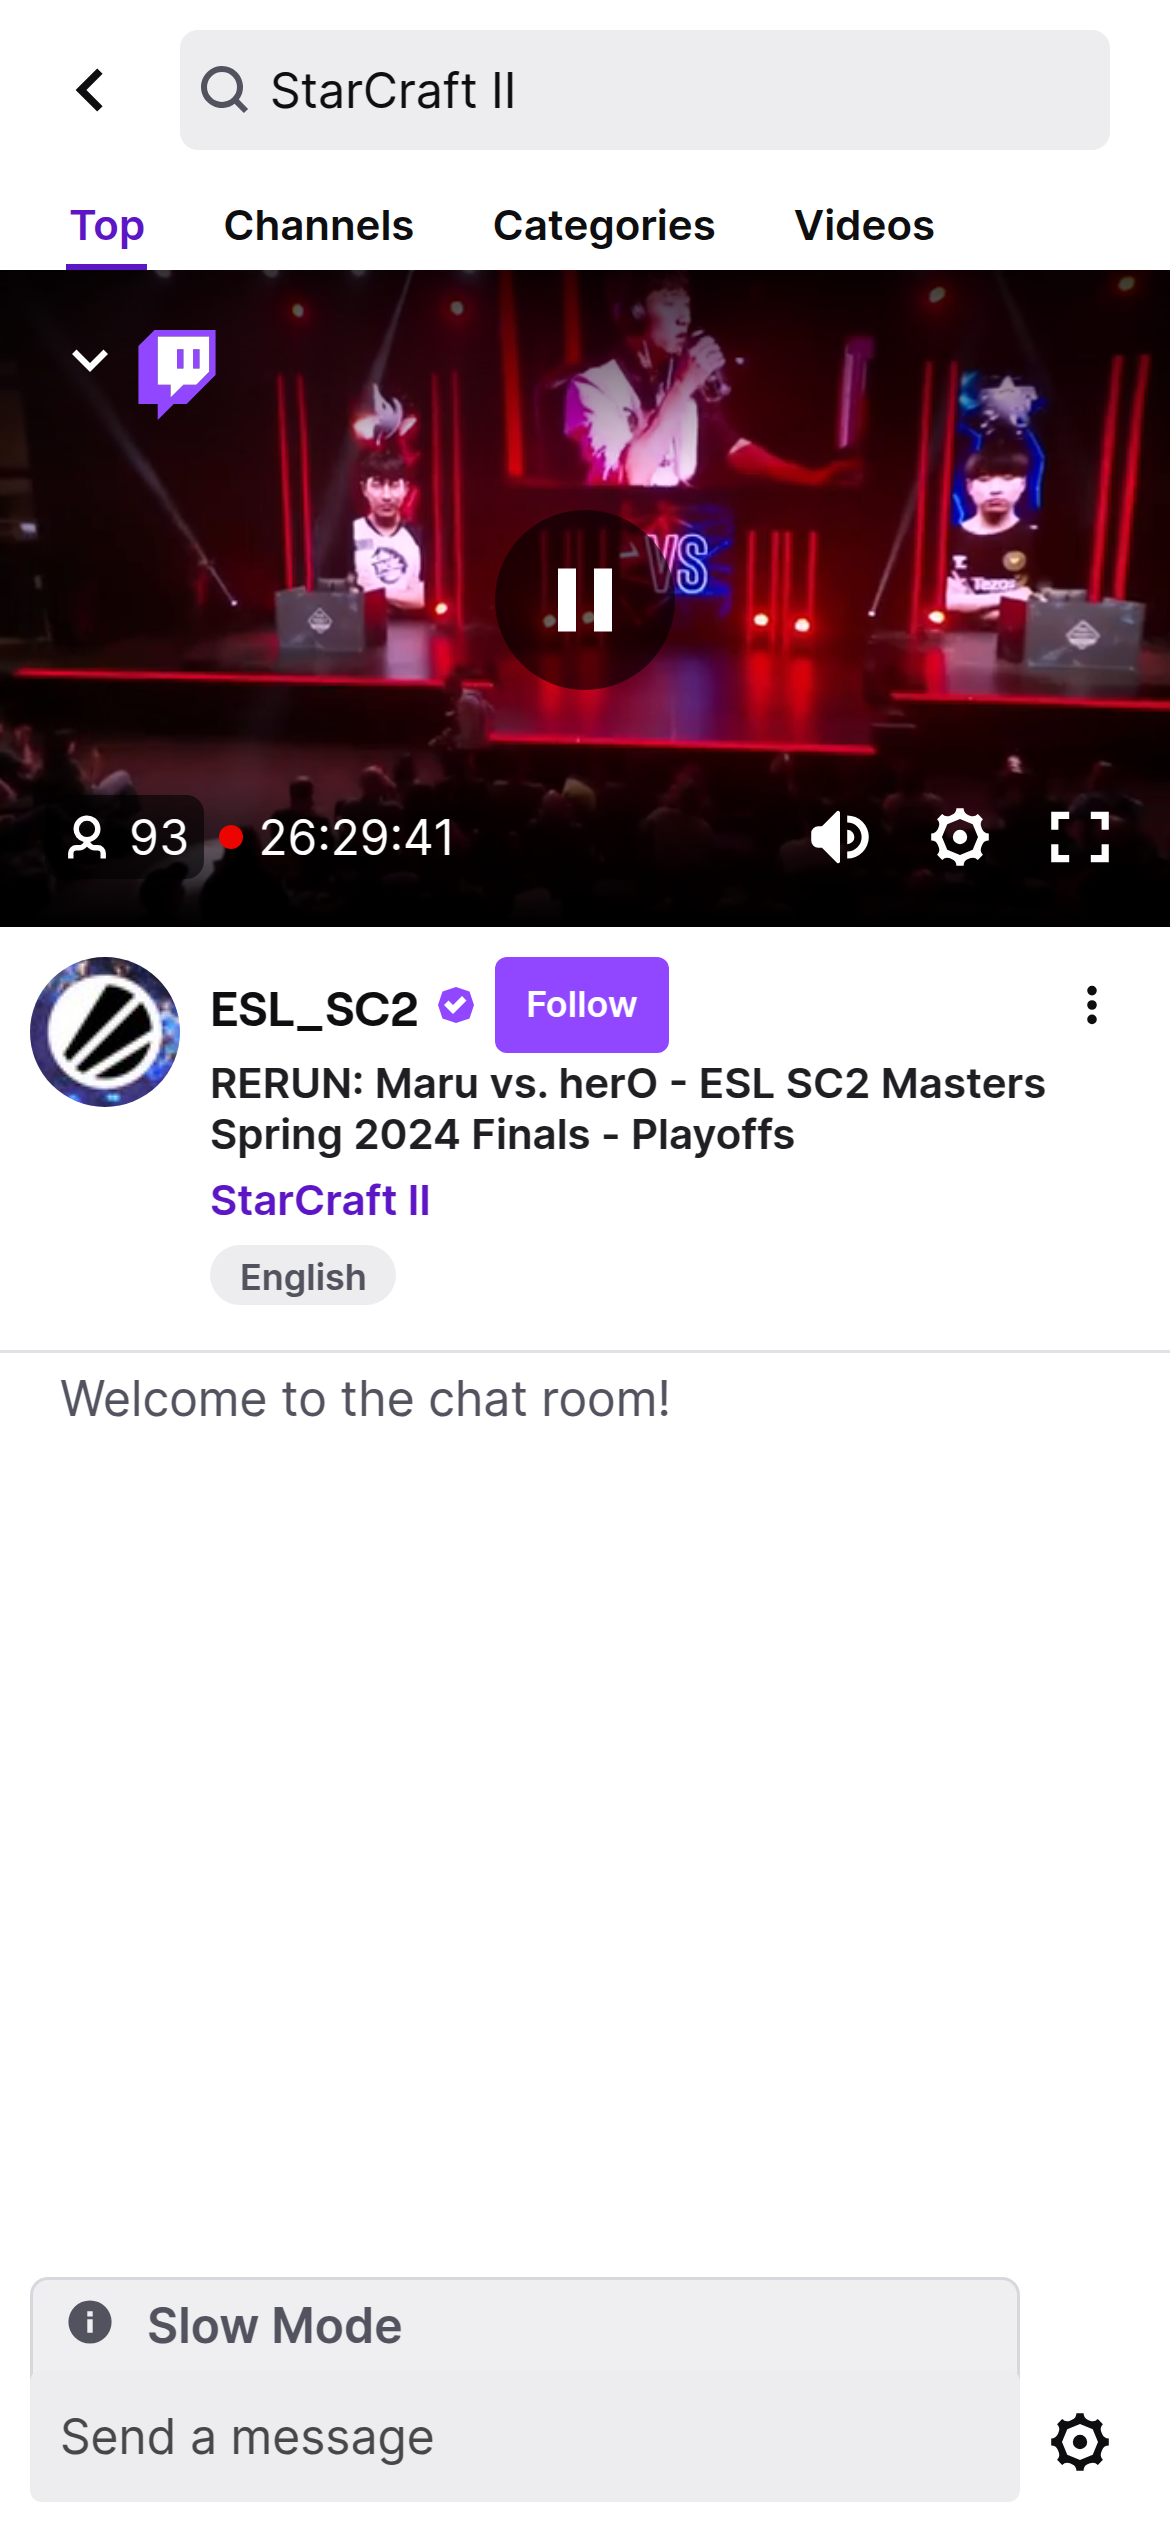 StarCraft II
Top Channels Categories Videos
VS
Tezos
93 26:29:41
ESL_SC2 Follow
RERUN: Maru vs. herO - ESL SC2 Masters
Spring 2024 Finals - Playoffs
StarCraft II
English
Welcome to the chat room!
Slow Mode
Send a message